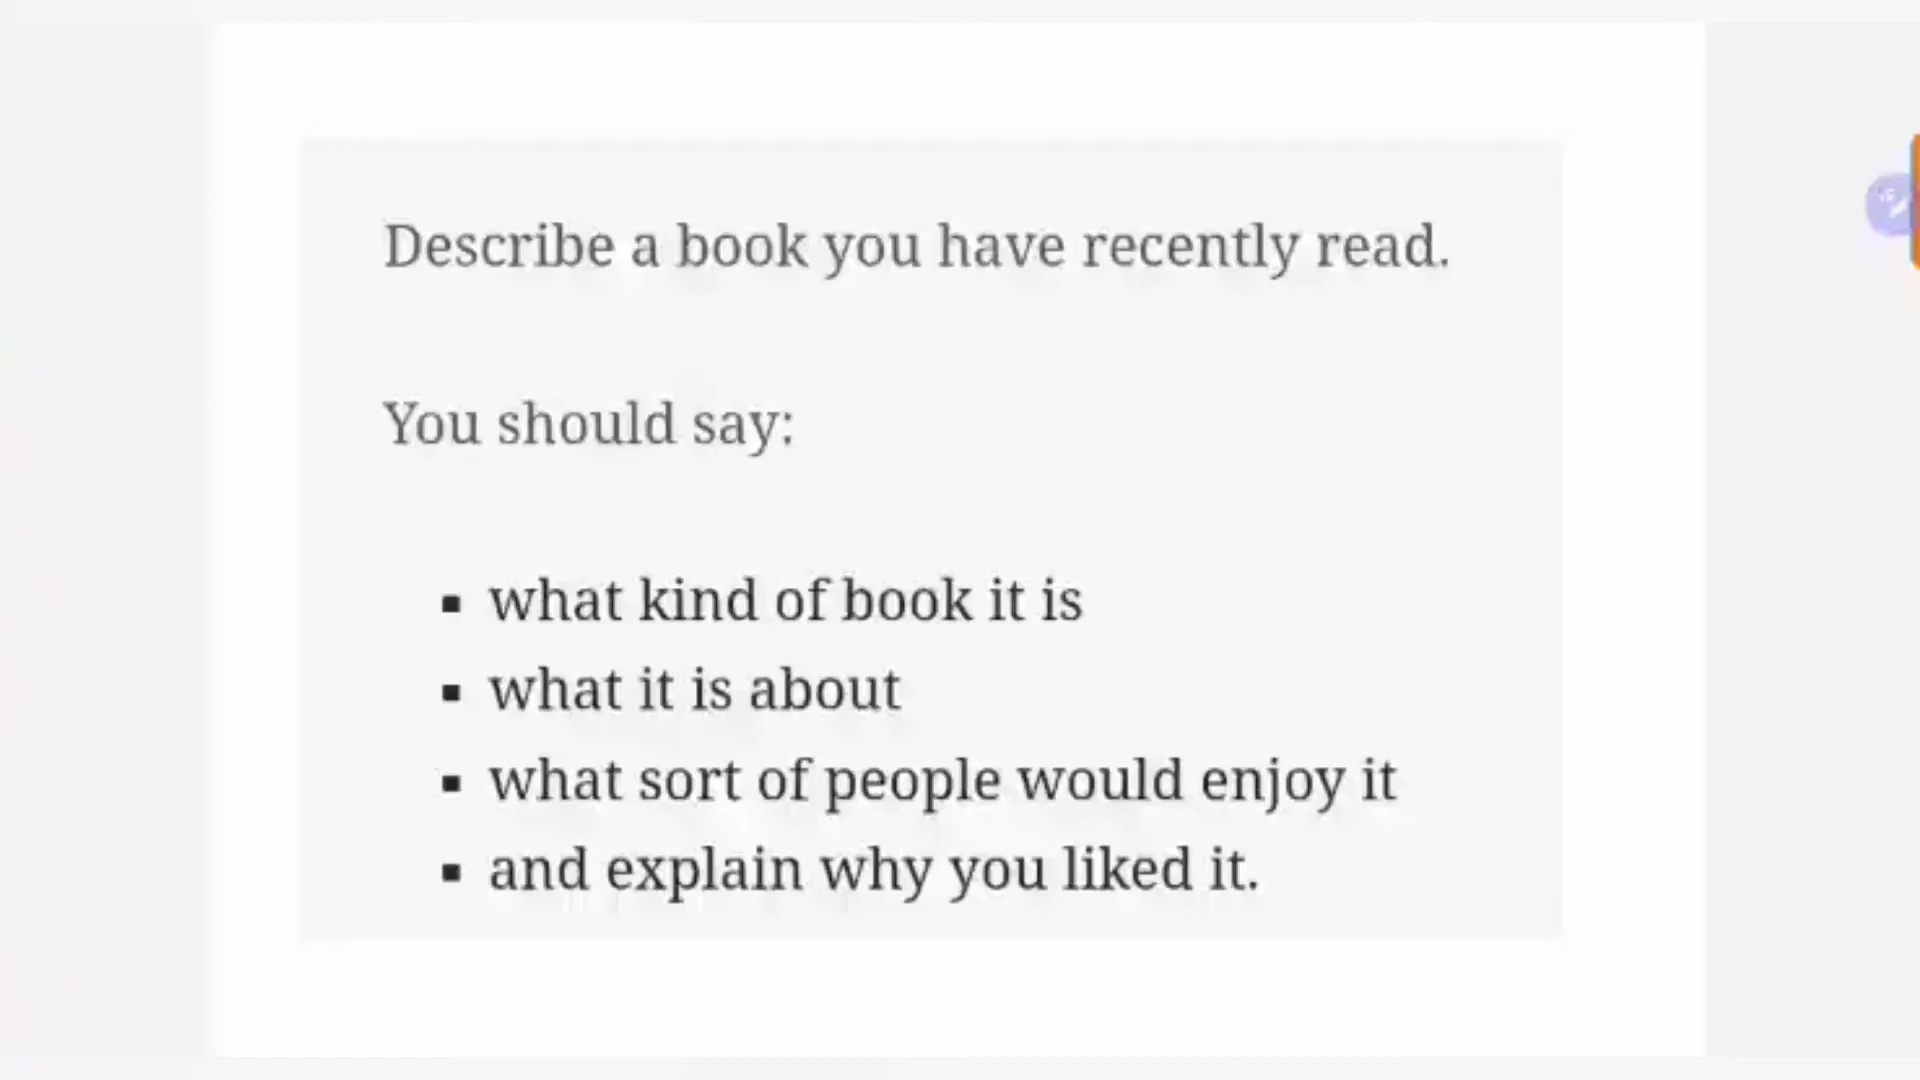 Describe a book you have recently read.
You should say:
▪ what kind of book it is
▪ what it is about
▪ what sort of people would enjoy it
▪ and explain why you liked it.